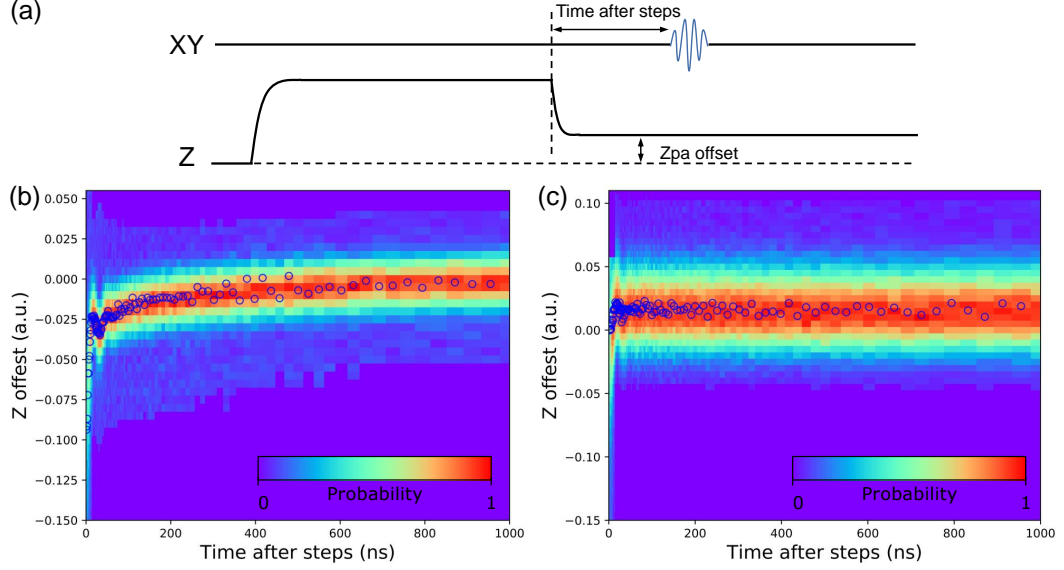 (a)
Time after steps
XY
Z
Zpa offset
(b)
0.050
0.025
0.000
−0.025
−0.050
−0.075
−0.100
−0.125
−0.150
Z offest (a.u.)
0 200 400 600 800 1000
Time after steps (ns)
Probability
0 1
(c)
0.10
0.05
0.00
−0.05
−0.10
−0.15
Z offest (a.u.)
0 200 400 600 800 1000
Time after steps (ns)
Probability
0 1